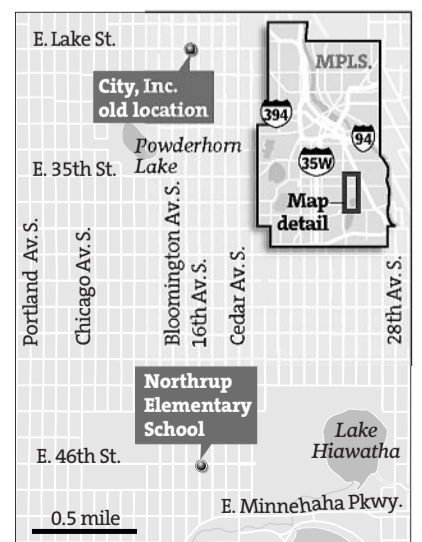 E. Lake St.
MPLS.
City, Inc.
old location
394
94
Powderhorn
Lake
35W
E. 35th St.
Map
detail
Portland Av. S.
Chicago Av. S.
Bloomington Av. S.
16th Av. S.
Cedar Av. S.
28th Av. S.
Northrup
Elementary
School
Lake
Hiawatha
E. 46th St.
E. Minnehaha Pkwy.
0.5 mile